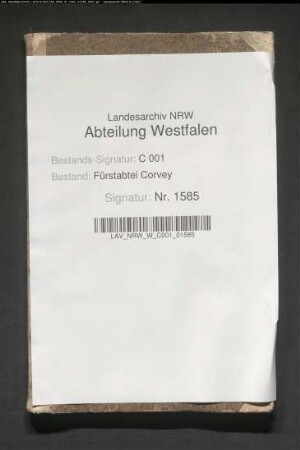 Landesarchiv NRW
Abteilung Westfalen
Bestands-Signatur: C 001
Bestand: Fürstabtei Corvey
Signatur: Nr. 1585
LAV_NRW_W_C001_01585